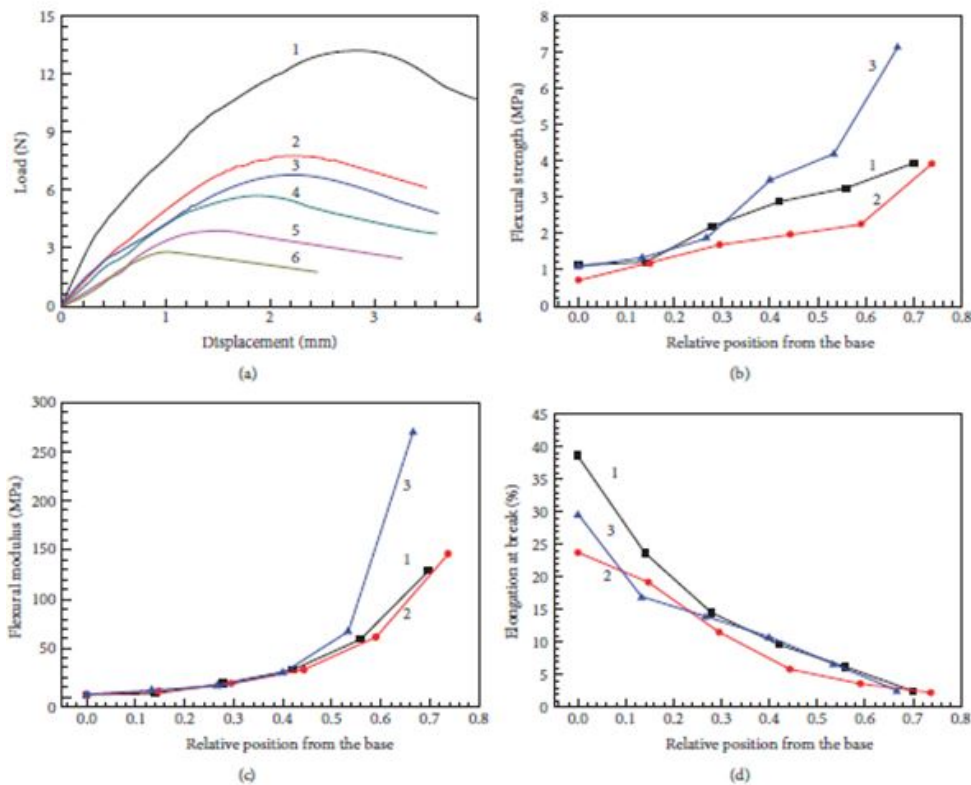 15
12
9
6
3
0
Load (N)
1
2
3
4
5
6
0 1 2 3 4
Displacement (mm)
(a)
8
7
6
5
4
3
2
1
0
Flexural strength (MPa)
3
1
2
0.0 0.1 0.2 0.3 0.4 0.5 0.6 0.7 0.8
Relative position from the base
(b)
300
250
200
150
100
50
0
Flexural modulus (MPa)
3
1
2
0.0 0.1 0.2 0.3 0.4 0.5 0.6 0.7 0.8
Relative position from the base
(c)
45
40
35
30
25
20
15
10
5
0
Elongation at break (%)
1
3
2
0.0 0.1 0.2 0.3 0.4 0.5 0.6 0.7 0.8
Relative position from the base
(d)